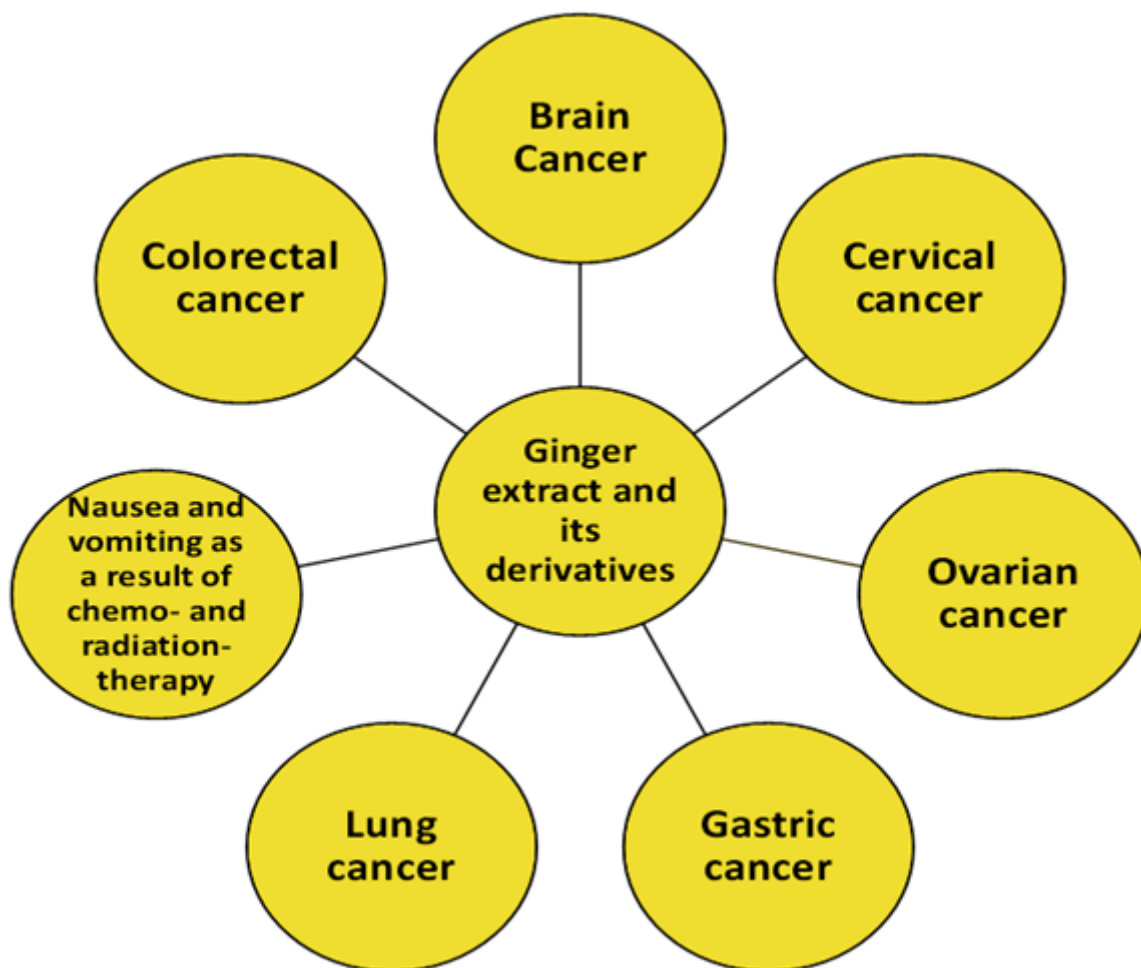 Brain
Cancer
Colorectal
cancer
Cervical
cancer
Ginger
extract and
its
derivatives
Nausea and
vomiting as
a result of
chemo- and
radiation-
therapy
Ovarian
cancer
Lung
cancer
Gastric
cancer